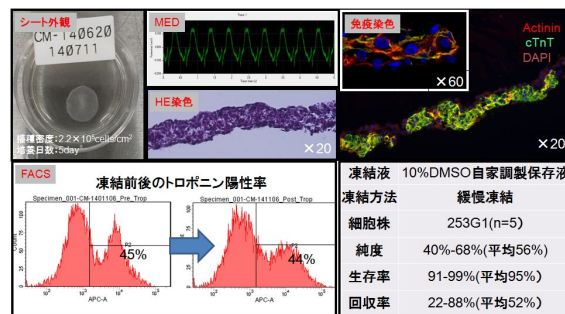 シート外観
CM-140620
140711
播種密度:2.2×10⁵cells/cm²
培養日数:5day
MED
HE染色
×20
免疫染色
×60
Actinin
cTnT
DAPI
×20
FACS
凍結前後のトロポニン陽性率
Specimen_001-CM-1401106_Pre_Trop
P2
45%
APC-A
Specimen_001-CM-1401106_Post_Trop
P2
44%
APC-A
凍結液 10%DMSO自家調製保存液
凍結方法 緩慢凍結
細胞株 253G1(n=5)
純度 40%-68%(平均56%)
生存率 91-99%(平均95%)
回収率 22-88%(平均52%)